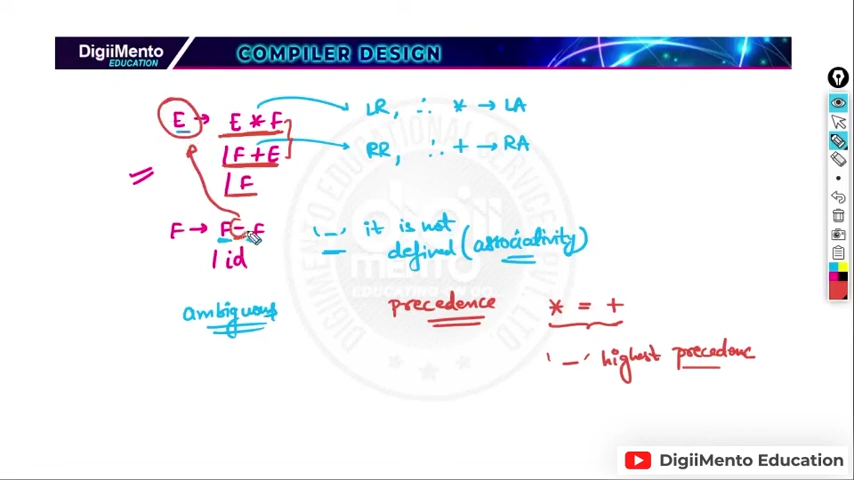 DigiiMento
EDUCATION
COMPILER DESIGN
E → E * F
LR, ∴ * → LA
| F + E
RR, ∴ + → RA
| F
F → F - F
'-' it is not
defined (associativity)
| id
ambiguous
precedence
* = +
'-' highest precedenc
DigiiMento Education